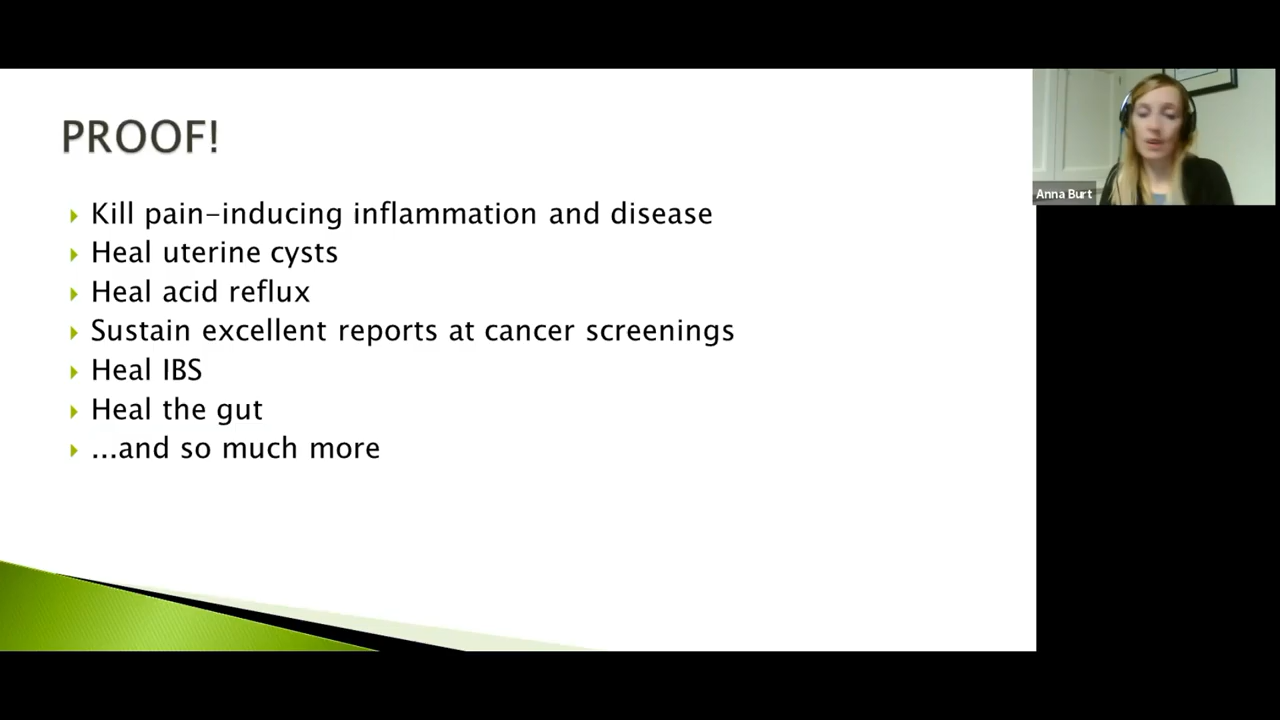 PROOF!
Kill pain-inducing inflammation and disease
Heal uterine cysts
Heal acid reflux
Sustain excellent reports at cancer screenings
Heal IBS
Heal the gut
...and so much more
Anna Burt